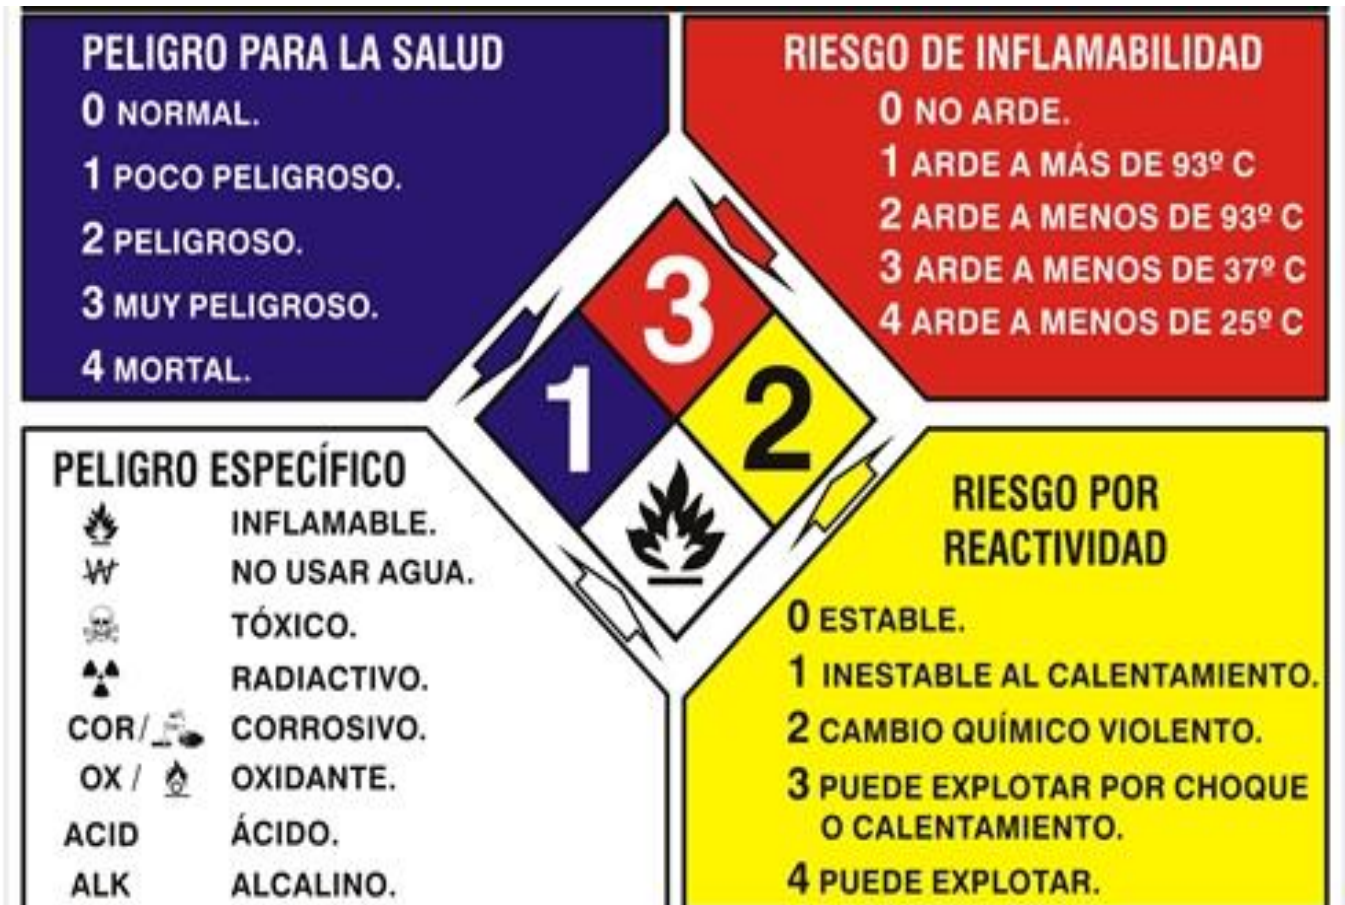 PELIGRO PARA LA SALUD
0 NORMAL.
1 POCO PELIGROSO.
2 PELIGROSO.
3 MUY PELIGROSO.
4 MORTAL.
RIESGO DE INFLAMABILIDAD
0 NO ARDE.
1 ARDE A MÁS DE 93º C
2 ARDE A MENOS DE 93º C
3 ARDE A MENOS DE 37º C
4 ARDE A MENOS DE 25º C
3
1
2
PELIGRO ESPECÍFICO
INFLAMABLE.
W NO USAR AGUA.
TÓXICO.
RADIACTIVO.
COR/ CORROSIVO.
OX / OXIDANTE.
ACID ÁCIDO.
ALK ALCALINO.
RIESGO POR
REACTIVIDAD
0 ESTABLE.
1 INESTABLE AL CALENTAMIENTO.
2 CAMBIO QUÍMICO VIOLENTO.
3 PUEDE EXPLOTAR POR CHOQUE
O CALENTAMIENTO.
4 PUEDE EXPLOTAR.